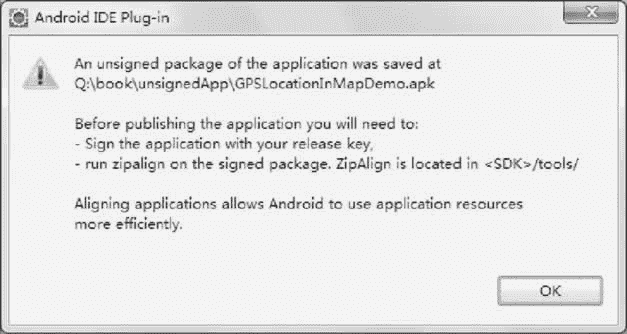 Android IDE Plug-in
An unsigned package of the application was saved at
Q:\book\unsignedApp\GPSLocationInMapDemo.apk
Before publishing the application you will need to:
- Sign the application with your release key,
- run zipalign on the signed package. ZipAlign is located in <SDK>/tools/
Aligning applications allows Android to use application resources
more efficiently.
OK